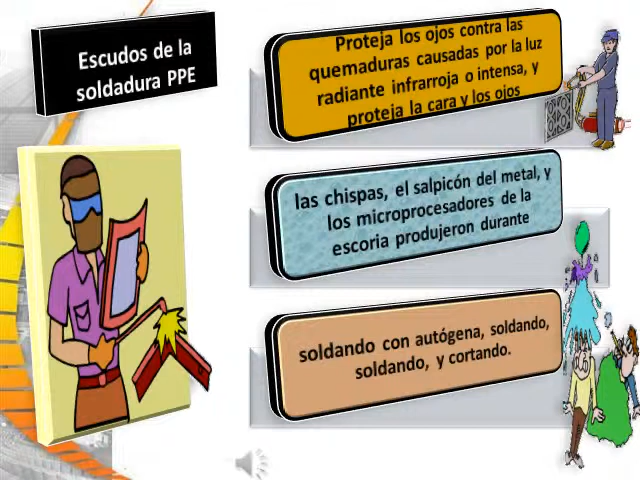 Escudos de la
soldadura PPE
Proteja los ojos contra las
quemaduras causadas por la luz
radiante infrarroja o intensa, y
proteja la cara y los ojos
las chispas, el salpicón del metal, y
los microprocesadores de la
escoria produjeron durante
soldando con autógena, soldando,
soldando, y cortando.